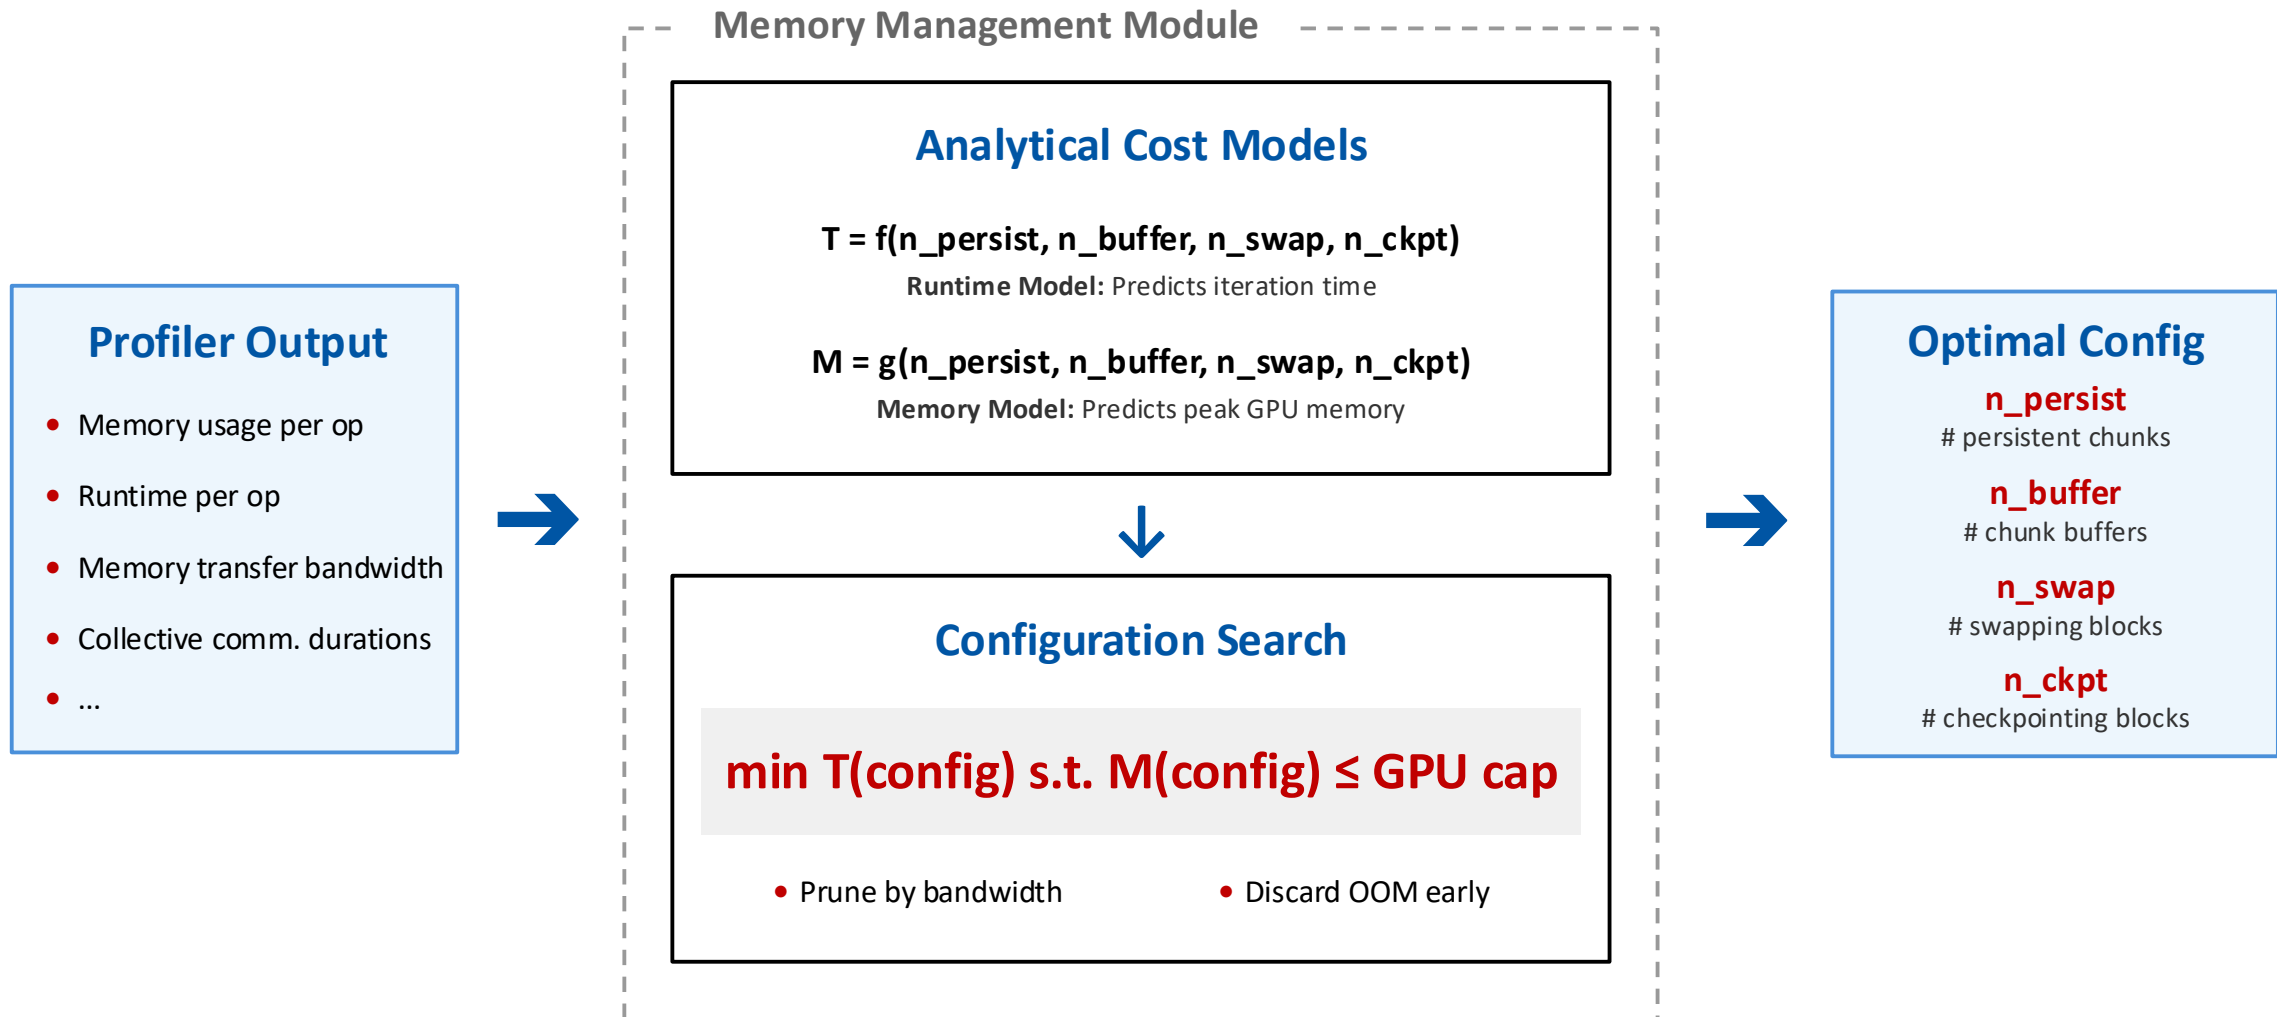 Memory Management Module
Profiler Output
• Memory usage per op
• Runtime per op
• Memory transfer bandwidth
• Collective comm. durations
• ...
Analytical Cost Models
T = f(n_persist, n_buffer, n_swap, n_ckpt)
Runtime Model: Predicts iteration time
M = g(n_persist, n_buffer, n_swap, n_ckpt)
Memory Model: Predicts peak GPU memory
Configuration Search
min T(config) s.t. M(config) ≤ GPU cap
• Prune by bandwidth
• Discard OOM early
Optimal Config
n_persist
# persistent chunks
n_buffer
# chunk buffers
n_swap
# swapping blocks
n_ckpt
# checkpointing blocks